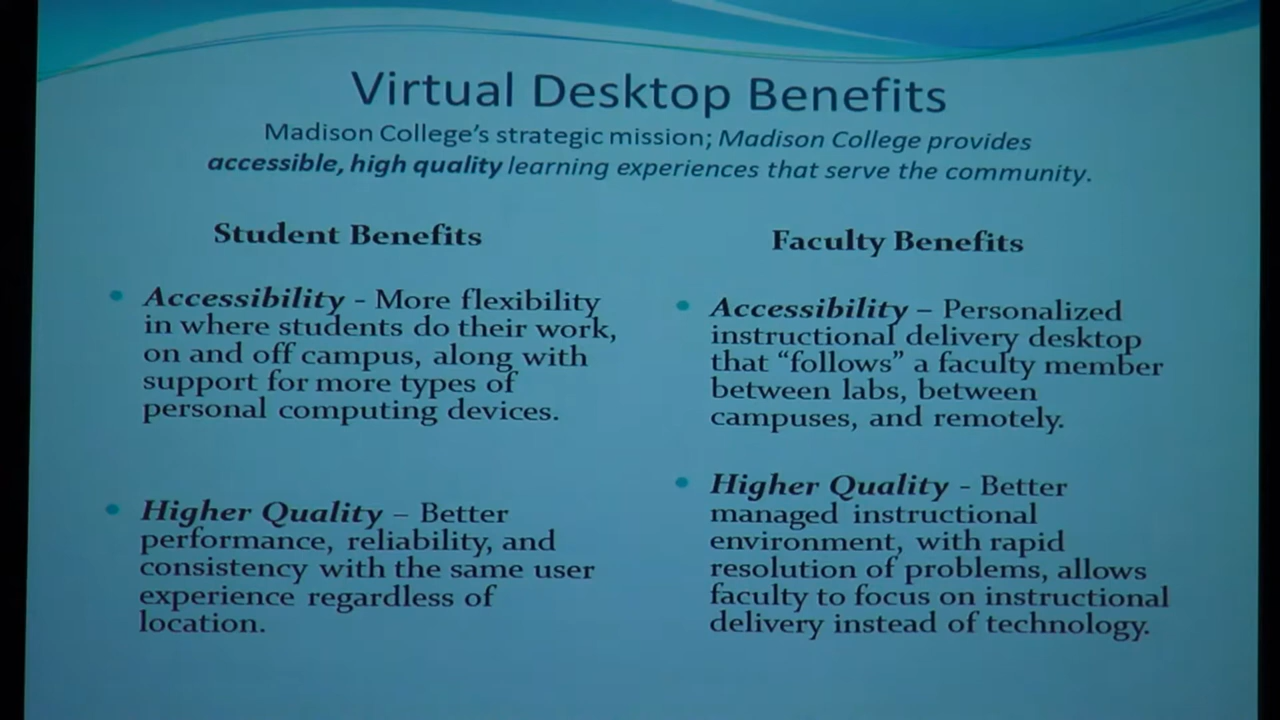 Virtual Desktop Benefits
Madison College's strategic mission; Madison College provides
accessible, high quality learning experiences that serve the community.
Student Benefits
• Accessibility - More flexibility
in where students do their work,
on and off campus, along with
support for more types of
personal computing devices.
• Higher Quality – Better
performance, reliability, and
consistency with the same user
experience regardless of
location.
Faculty Benefits
• Accessibility – Personalized
instructional delivery desktop
that “follows” a faculty member
between labs, between
campuses, and remotely.
• Higher Quality - Better
managed instructional
environment, with rapid
resolution of problems, allows
faculty to focus on instructional
delivery instead of technology.